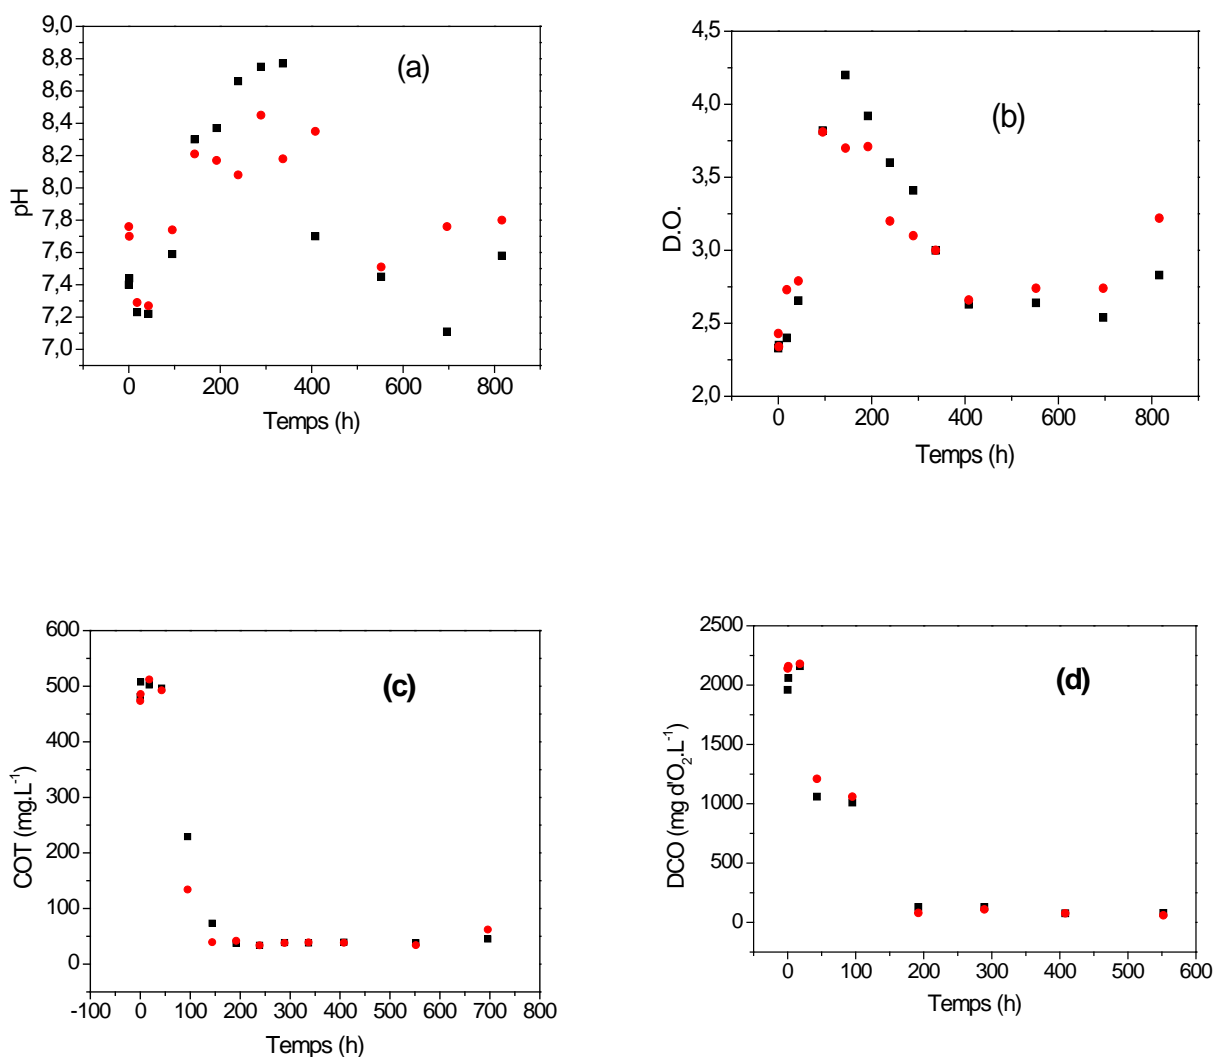 (a)
pH
9,0
8,8
8,6
8,4
8,2
8,0
7,8
7,6
7,4
7,2
7,0
0 200 400 600 800
Temps (h)
(b)
D.O.
4,5
4,0
3,5
3,0
2,5
2,0
0 200 400 600 800
Temps (h)
(c)
COT (mg.L-1)
600
500
400
300
200
100
0
-100 0 100 200 300 400 500 600 700 800
Temps (h)
(d)
DCO (mg d'O2.L-1)
2500
2000
1500
1000
500
0
0 100 200 300 400 500 600
Temps (h)